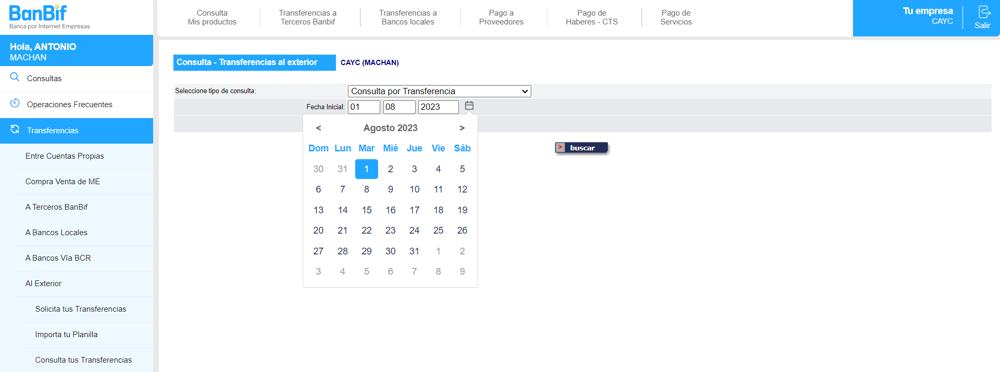 BanBif
Banca por Internet Empresas
Consulta
Mis productos
Transferencias a
Terceros Banbif
Transferencias a
Bancos locales
Pago a
Proveedores
Pago de
Haberes - CTS
Pago de
Servicios
Tu empresa
CAYC
Salir
Hola, ANTONIO
MACHAN
Consultas
Operaciones Frecuentes
Transferencias
Entre Cuentas Propias
Compra Venta de ME
A Terceros BanBif
A Bancos Locales
A Bancos Vía BCR
Al Exterior
Solicita tus Transferencias
Importa tu Planilla
Consulta tus Transferencias
Consulta - Transferencias al exterior CAYC (MACHAN)
Seleccione tipo de consulta: Consulta por Transferencia
Fecha Inicial: 01 08 2023
< Agosto 2023 >
Dom Lun Mar Mié Jue Vie Sáb
30 31 1 2 3 4 5
6 7 8 9 10 11 12
13 14 15 16 17 18 19
20 21 22 23 24 25 26
27 28 29 30 31 1 2
3 4 5 6 7 8 9
> buscar